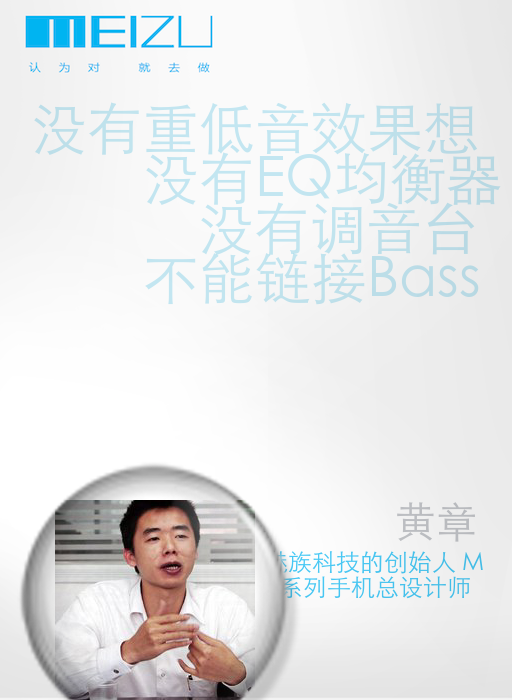 MEIZU
认为对 就去做
没有重低音效果想
没有EQ均衡器
没有调音台
不能链接Bass
黄章
魅族科技的创始人 M
系列手机总设计师